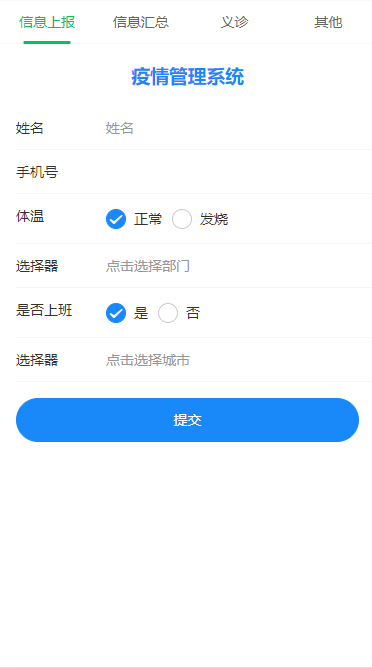 信息上报 信息汇总 义诊 其他
疫情管理系统
姓名 姓名
手机号
体温 正常 发烧
选择器 点击选择部门
是否上班 是 否
选择器 点击选择城市
提交